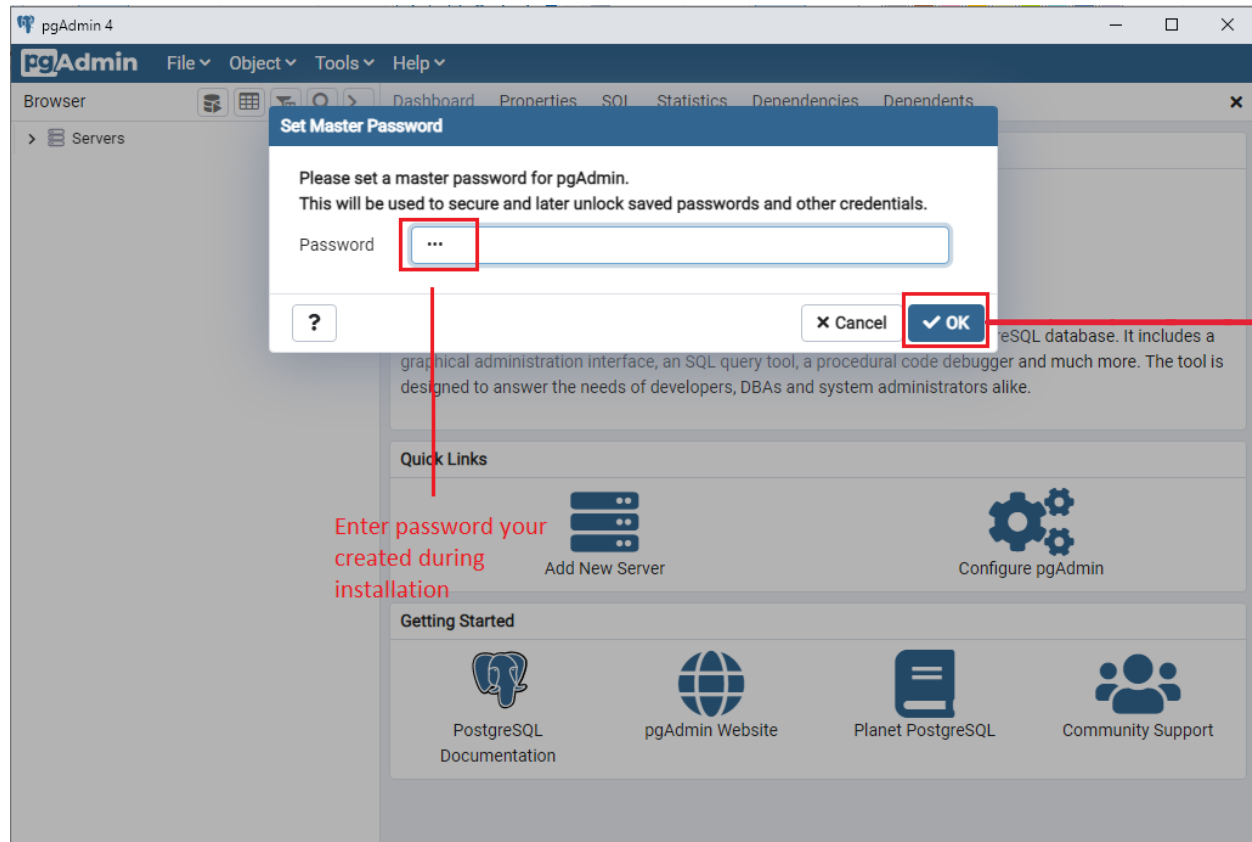 pgAdmin 4
pgAdmin File Object Tools Help
Browser Dashboard Properties SQL Statistics Dependencies Dependents
Servers
Set Master Password
Please set a master password for pgAdmin.
This will be used to secure and later unlock saved passwords and other credentials.
Password •••
? Cancel OK
eSQL database. It includes a
graphical administration interface, an SQL query tool, a procedural code debugger and much more. The tool is
designed to answer the needs of developers, DBAs and system administrators alike.
Quick Links
Enter password your
created during
installation
Add New Server Configure pgAdmin
Getting Started
PostgreSQL
Documentation
pgAdmin Website
Planet PostgreSQL
Community Support